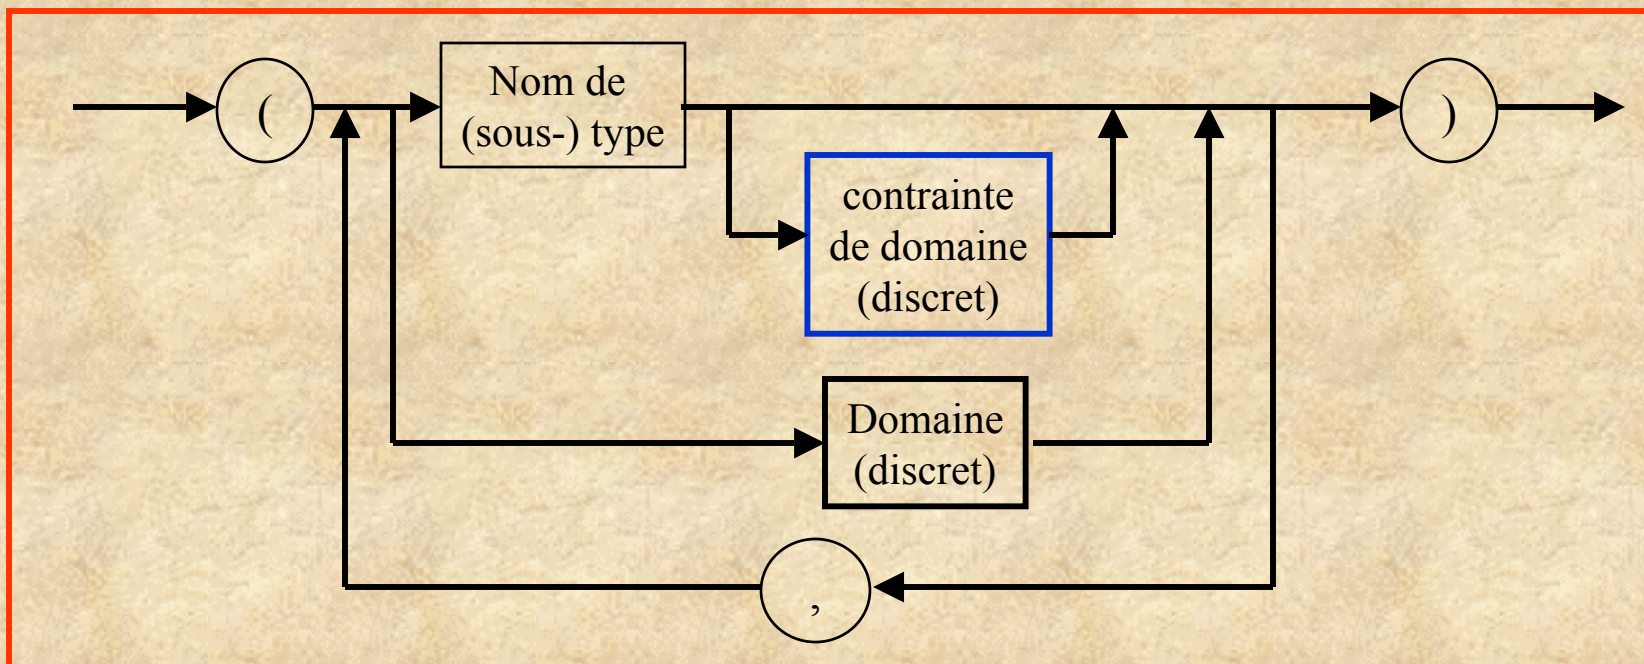 (
Nom de
(sous-) type
)
contrainte
de domaine
(discret)
Domaine
(discret)
,